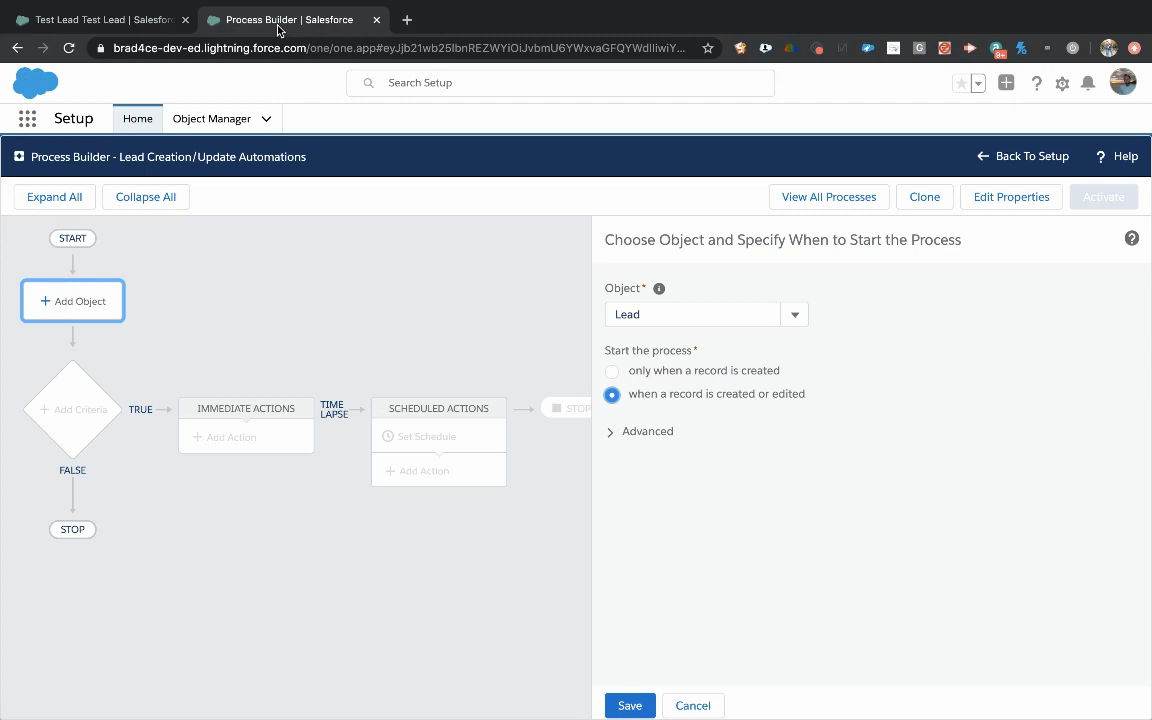 Test Lead Test Lead | Salesforc
Process Builder | Salesforce
brad4ce-dev-ed.lightning.force.com/one/one.app#eyJjb21wb25lbnREZWYiOiJvbmU6YWxvaGFQYWdlIiwiY...
9+
Search Setup
Setup
Home
Object Manager
Process Builder - Lead Creation/Update Automations
Back To Setup
? Help
Expand All
Collapse All
View All Processes
Clone
Edit Properties
Activate
START
+ Add Object
+ Add Criteria
TRUE
IMMEDIATE ACTIONS
+ Add Action
TIME
LAPSE
SCHEDULED ACTIONS
Set Schedule
+ Add Action
STOP
FALSE
STOP
Choose Object and Specify When to Start the Process
Object*
Lead
Start the process*
only when a record is created
when a record is created or edited
Advanced
Save
Cancel